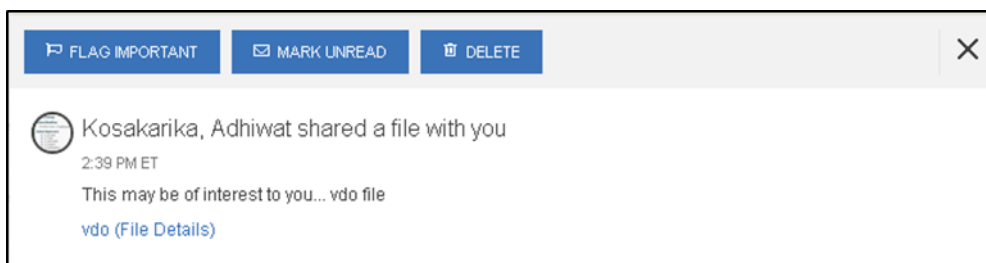 FLAG IMPORTANT MARK UNREAD DELETE
Kosakarika, Adhiwat shared a file with you
2:39 PM ET
This may be of interest to you... vdo file
vdo (File Details)